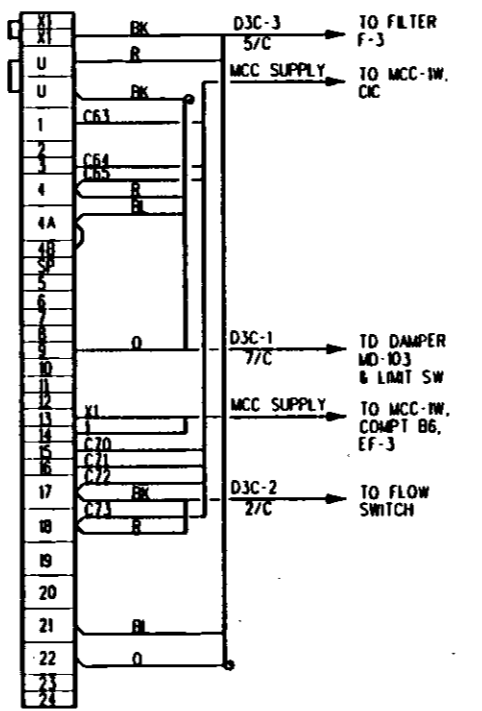 X1 BK D3C-3 TO FILTER
X1 5/C F-3
U R
MCC SUPPLY TO MCC-1W,
U BK CIC
1 C63
2
3 C64
C65
4 R
BL
4A
4B
SP
5
6
7
8
9 O D3C-1 TO DAMPER
7/C MD-103
10 & LIMIT SW
11
12
13 X1 MCC SUPPLY TO MCC-1W,
14 1 COMPT B6,
15 C70 EF-3
16 C71
C72
17 BK D3C-2 TO FLOW
C73 2/C SWITCH
18 R
19
20
21 BL
22 O
23
24